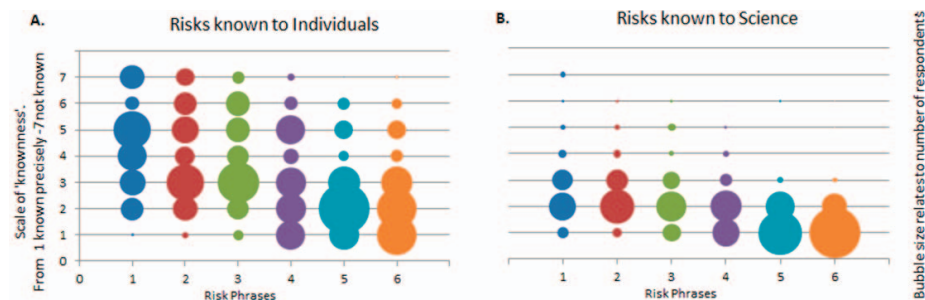 A.
Risks known to Individuals
Scale of 'knownness'.
From 1 known precisely -7 not known
7
6
5
4
3
2
1
0
0 1 2 3 4 5 6 7
Risk Phrases
B.
Risks known to Science
1 2 3 4 5 6
Risk Phrases
Bubble size relates to number of respondents